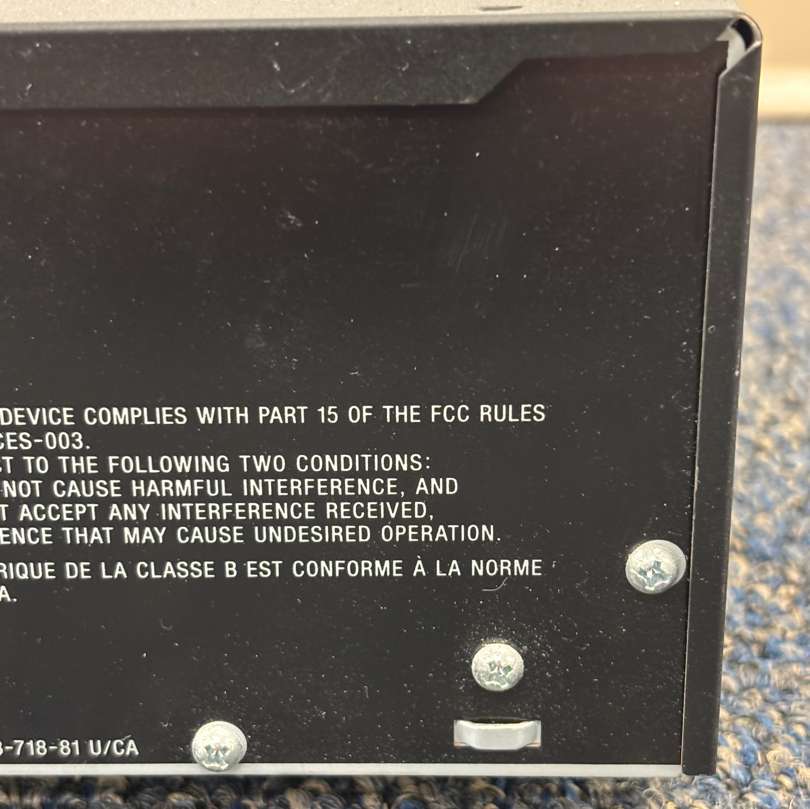 DEVICE COMPLIES WITH PART 15 OF THE FCC RULES
CES-003.
T TO THE FOLLOWING TWO CONDITIONS:
NOT CAUSE HARMFUL INTERFERENCE, AND
T ACCEPT ANY INTERFERENCE RECEIVED,
ENCE THAT MAY CAUSE UNDESIRED OPERATION.
RIQUE DE LA CLASSE B EST CONFORME À LA NORME
A.
-718-81 U/CA